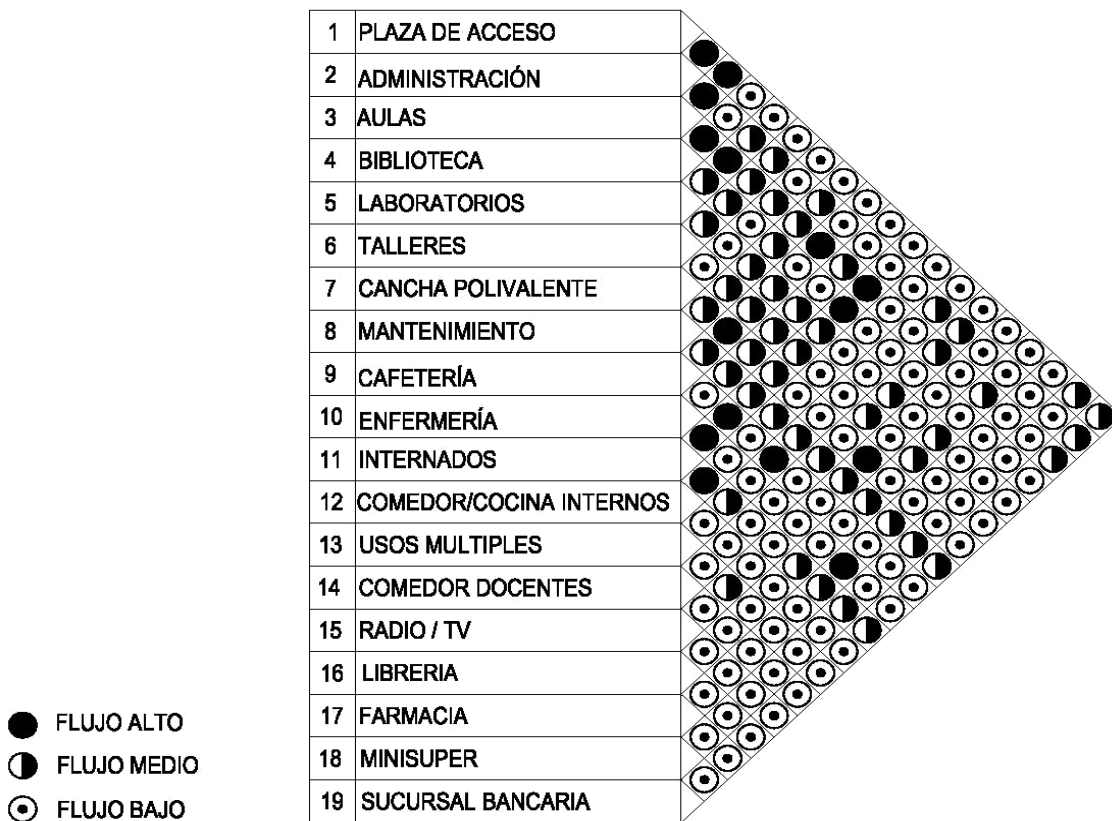 1 PLAZA DE ACCESO
2 ADMINISTRACIÓN
3 AULAS
4 BIBLIOTECA
5 LABORATORIOS
6 TALLERES
7 CANCHA POLIVALENTE
8 MANTENIMIENTO
9 CAFETERÍA
10 ENFERMERÍA
11 INTERNADOS
12 COMEDOR/COCINA INTERNOS
13 USOS MULTIPLES
14 COMEDOR DOCENTES
15 RADIO / TV
16 LIBRERIA
17 FARMACIA
18 MINISUPER
19 SUCURSAL BANCARIA
FLUJO ALTO
FLUJO MEDIO
FLUJO BAJO